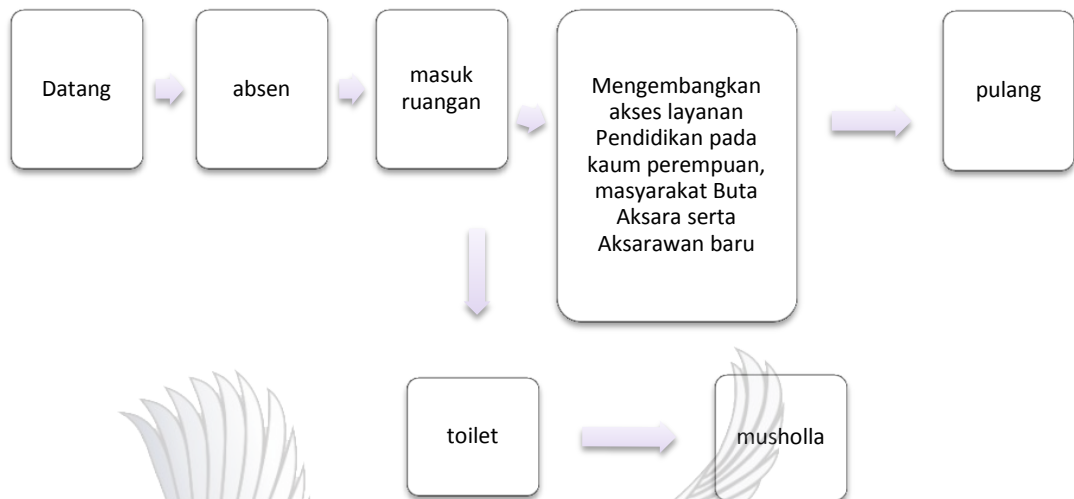 Datang
absen
masuk
ruangan
Mengembangkan
akses layanan
Pendidikan pada
kaum perempuan,
masyarakat Buta
Aksara serta
Aksarawan baru
pulang
toilet
musholla